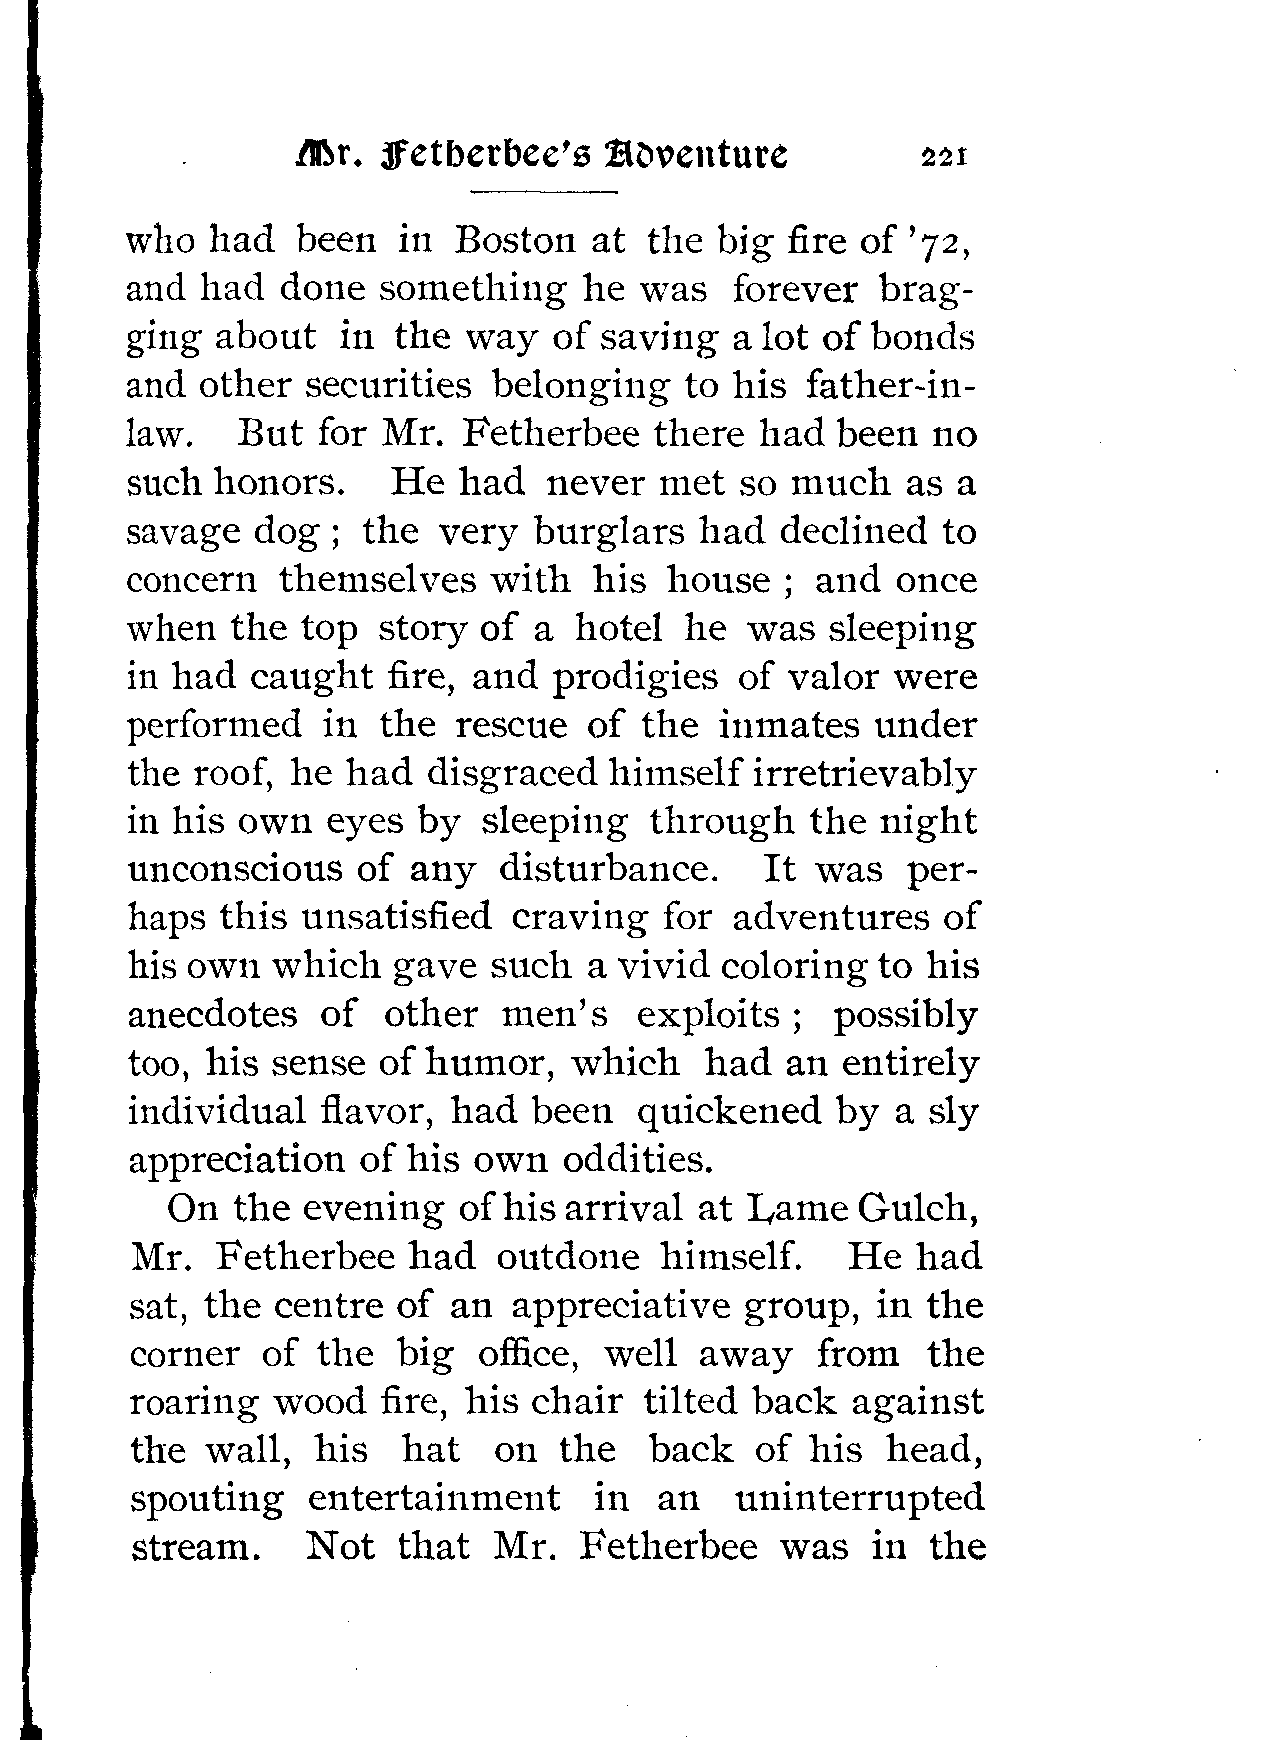 Mr. Fetherbee's Adventure 221
who had been in Boston at the big fire of '72,
and had done something he was forever brag-
ging about in the way of saving a lot of bonds
and other securities belonging to his father-in-
law. But for Mr. Fetherbee there had been no
such honors. He had never met so much as a
savage dog ; the very burglars had declined to
concern themselves with his house ; and once
when the top story of a hotel he was sleeping
in had caught fire, and prodigies of valor were
performed in the rescue of the inmates under
the roof, he had disgraced himself irretrievably
in his own eyes by sleeping through the night
unconscious of any disturbance. It was per-
haps this unsatisfied craving for adventures of
his own which gave such a vivid coloring to his
anecdotes of other men's exploits ; possibly
too, his sense of humor, which had an entirely
individual flavor, had been quickened by a sly
appreciation of his own oddities.
On the evening of his arrival at Lame Gulch,
Mr. Fetherbee had outdone himself. He had
sat, the centre of an appreciative group, in the
corner of the big office, well away from the
roaring wood fire, his chair tilted back against
the wall, his hat on the back of his head,
spouting entertainment in an uninterrupted
stream. Not that Mr. Fetherbee was in the